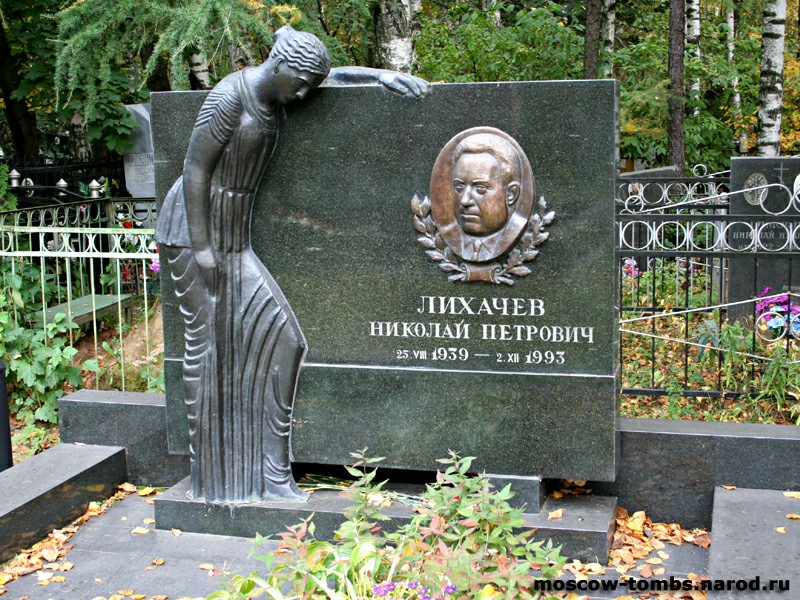 ЛИХАЧЕВ
НИКОЛАЙ ПЕТРОВИЧ
25 VIII 1939 — 2.XII 1993
moscow-tombs.narod.ru